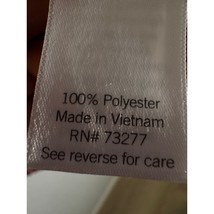 100% Polyester
Made in Vietnam
RN# 73277
See reverse for care